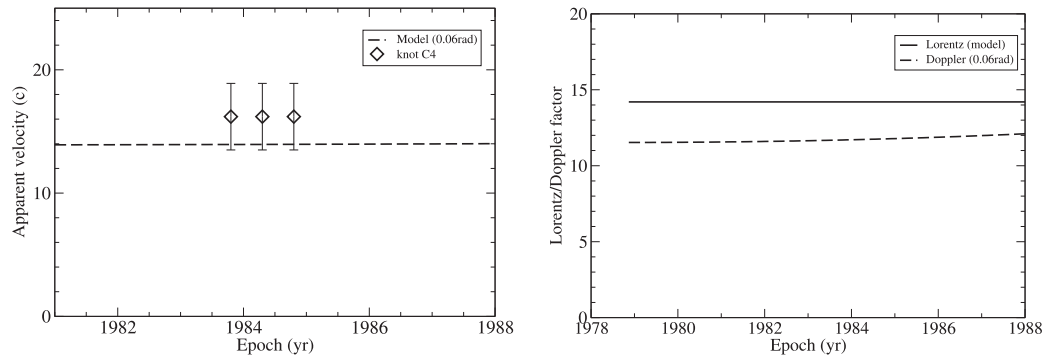 Model (0.06rad)
knot C4
Apparent velocity (c)
20
10
0
1982
1984
1986
1988
Epoch (yr)
Lorentz (model)
Doppler (0.06rad)
Lorentz/Doppler factor
20
15
10
5
0
1978
1980
1982
1984
1986
1988
Epoch (yr)